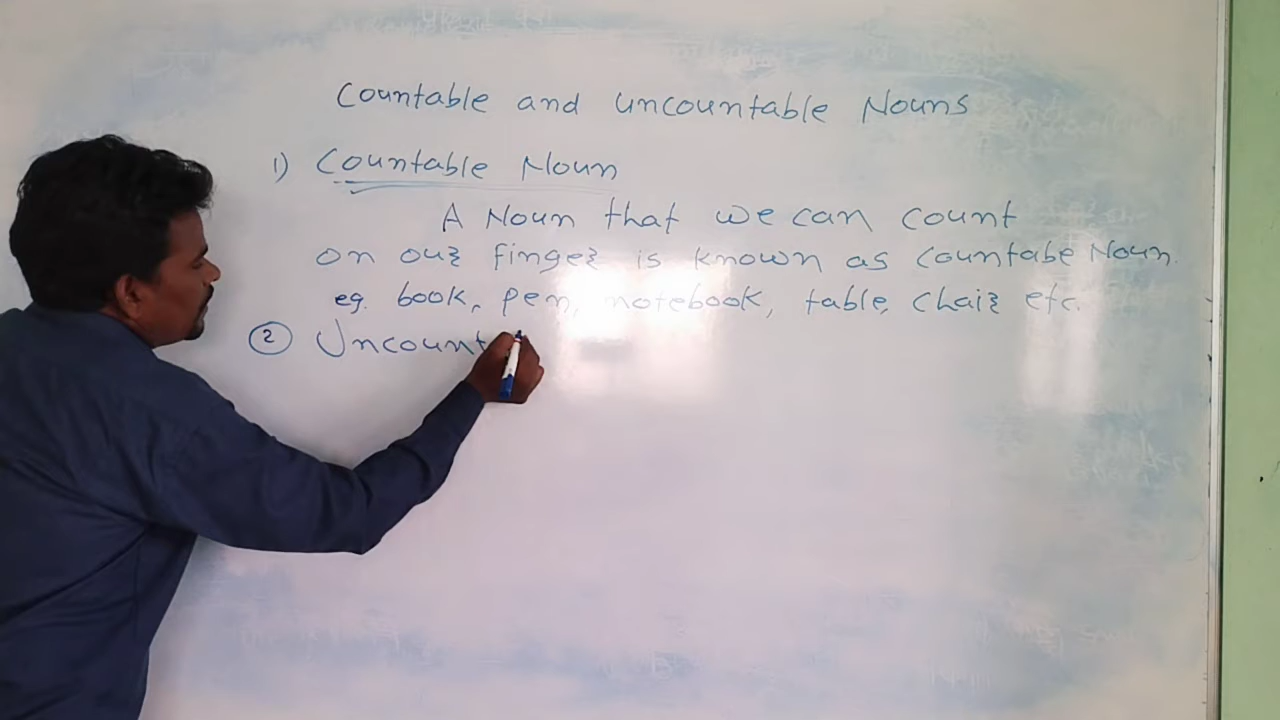 Countable and Uncountable Nouns
1) Countable Noun
A Noun that we can count
on our finger is known as Countabe Noun.
eg. book, pen, notebook, table, chair etc.
2 Uncount